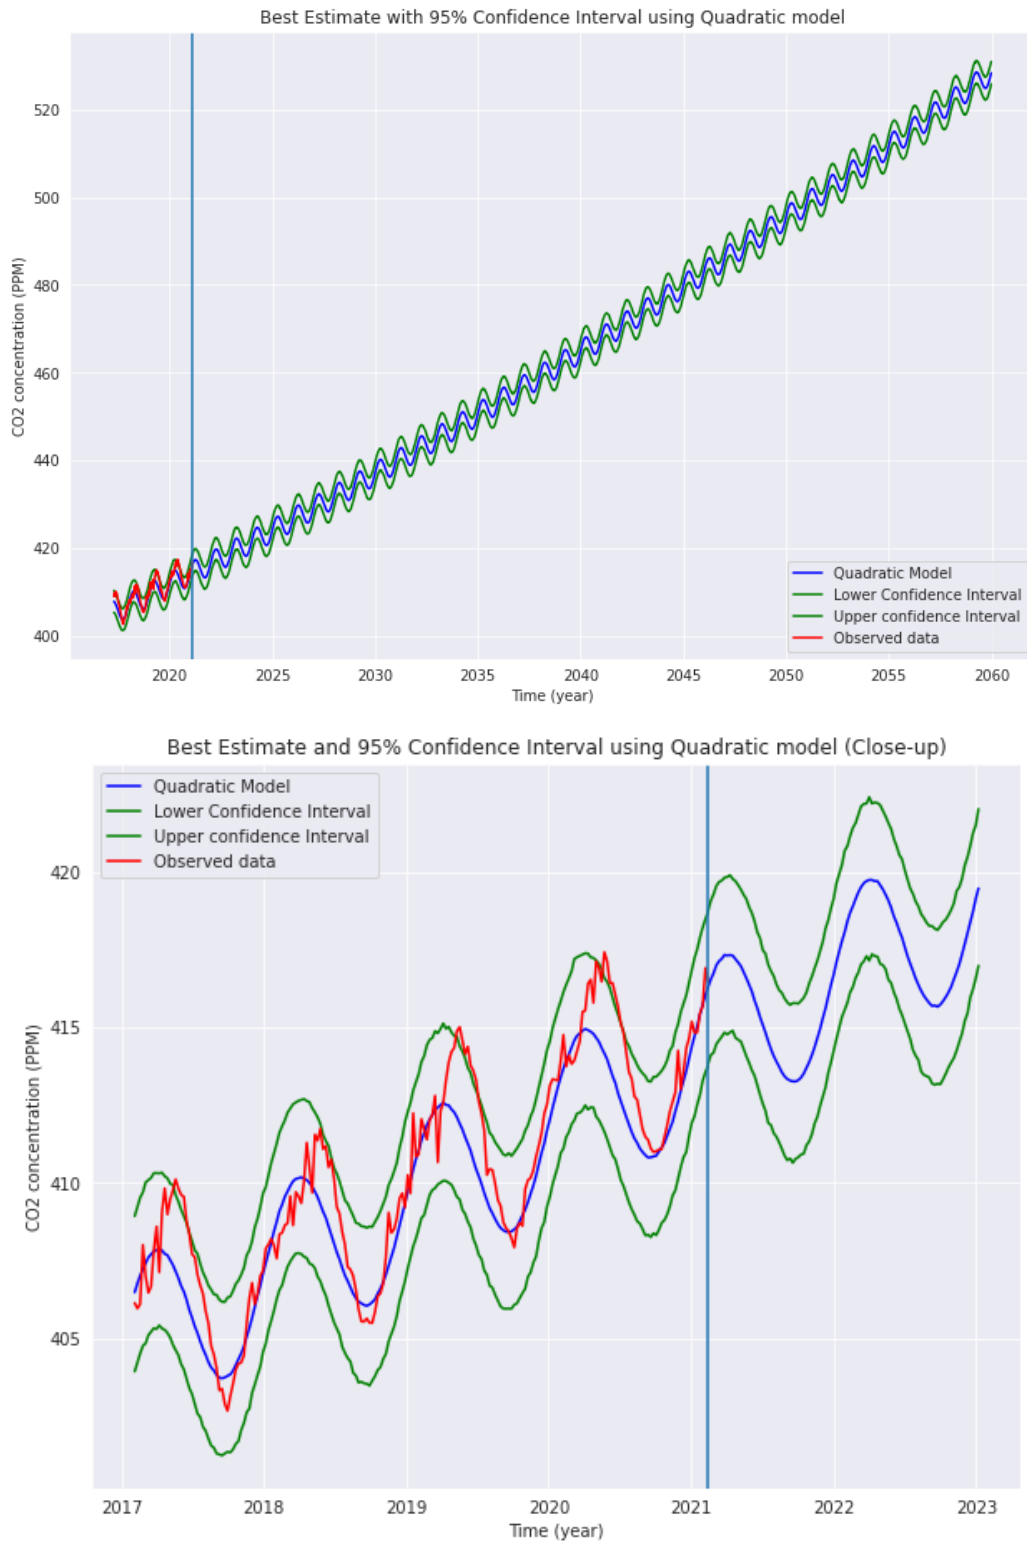 Best Estimate with 95% Confidence Interval using Quadratic model
CO2 concentration (PPM)
520
500
480
460
440
420
400
Quadratic Model
Lower Confidence Interval
Upper confidence Interval
Observed data
2020 2025 2030 2035 2040 2045 2050 2055 2060
Time (year)
Best Estimate and 95% Confidence Interval using Quadratic model (Close-up)
Quadratic Model
Lower Confidence Interval
Upper confidence Interval
Observed data
CO2 concentration (PPM)
420
415
410
405
2017 2018 2019 2020 2021 2022 2023
Time (year)